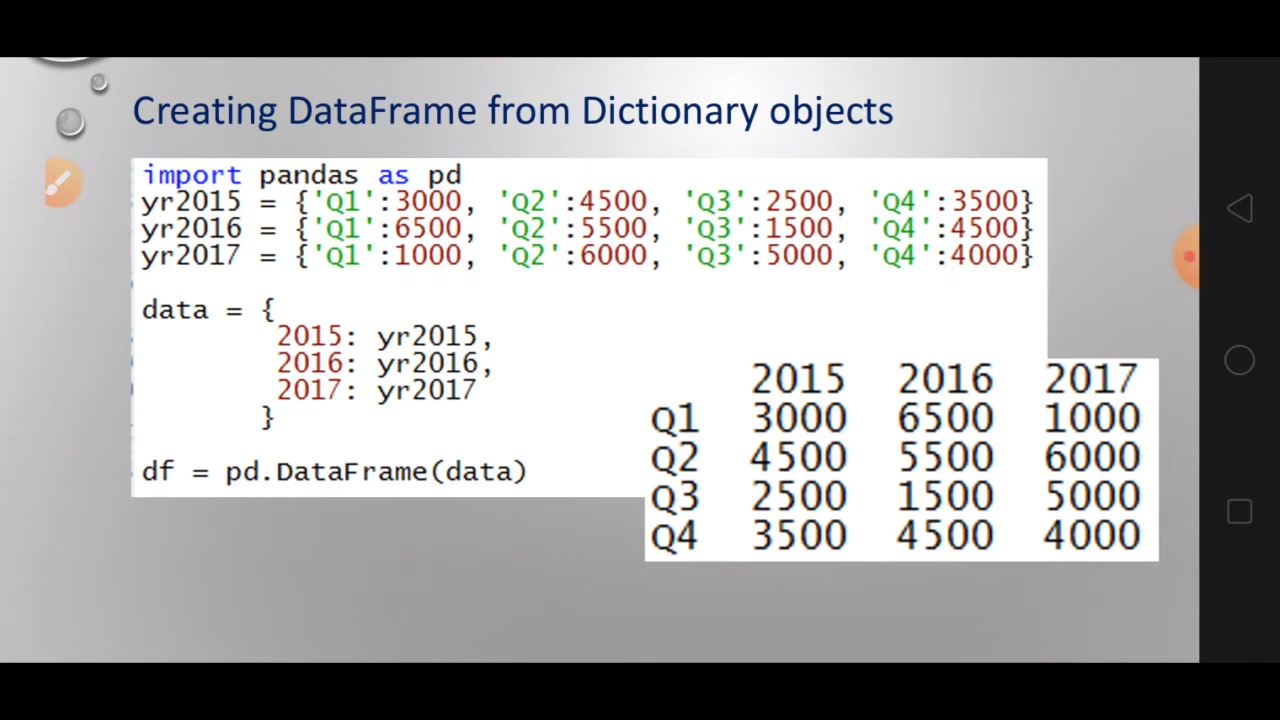 Creating DataFrame from Dictionary objects
import pandas as pd
yr2015 = {'Q1':3000, 'Q2':4500, 'Q3':2500, 'Q4':3500}
yr2016 = {'Q1':6500, 'Q2':5500, 'Q3':1500, 'Q4':4500}
yr2017 = {'Q1':1000, 'Q2':6000, 'Q3':5000, 'Q4':4000}
data = {
2015: yr2015,
2016: yr2016,
2017: yr2017
}
df = pd.DataFrame(data)
2015 2016 2017
Q1 3000 6500 1000
Q2 4500 5500 6000
Q3 2500 1500 5000
Q4 3500 4500 4000